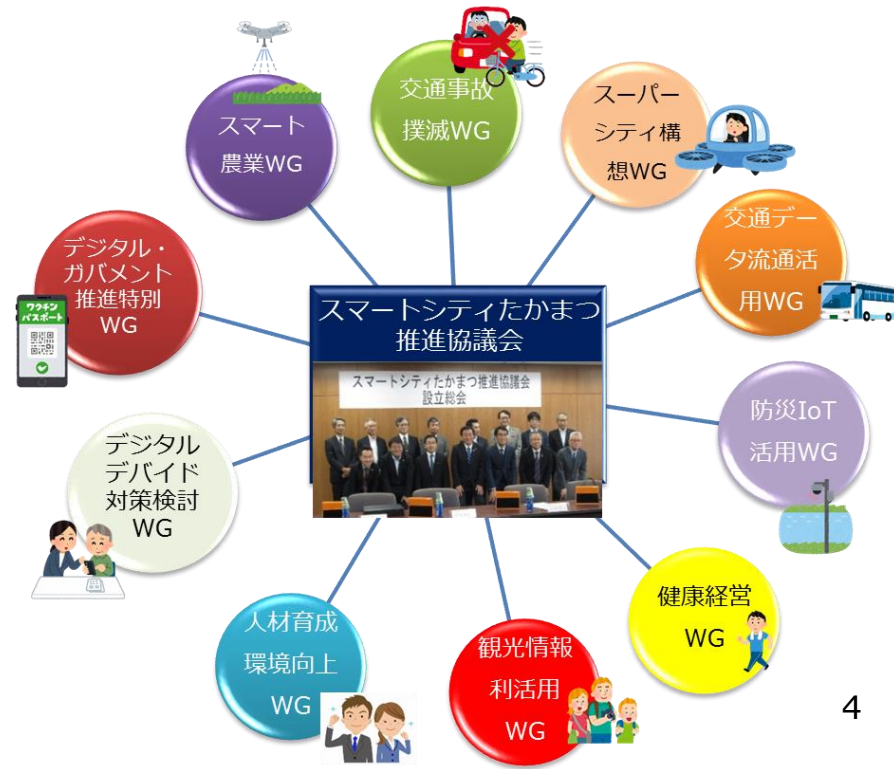 スマートシティたかまつ
推進協議会
スマートシティたかまつ推進協議会
設立総会
交通事故
撲滅WG
スーパー
シティ構
想WG
交通デー
タ流通活
用WG
防災IoT
活用WG
健康経営
WG
観光情報
利活用
WG
人材育成
環境向上
WG
デジタル
デバイド
対策検討
WG
デジタル・
ガバメント
推進特別
WG
ワクチン
パスポート
スマート
農業WG
4